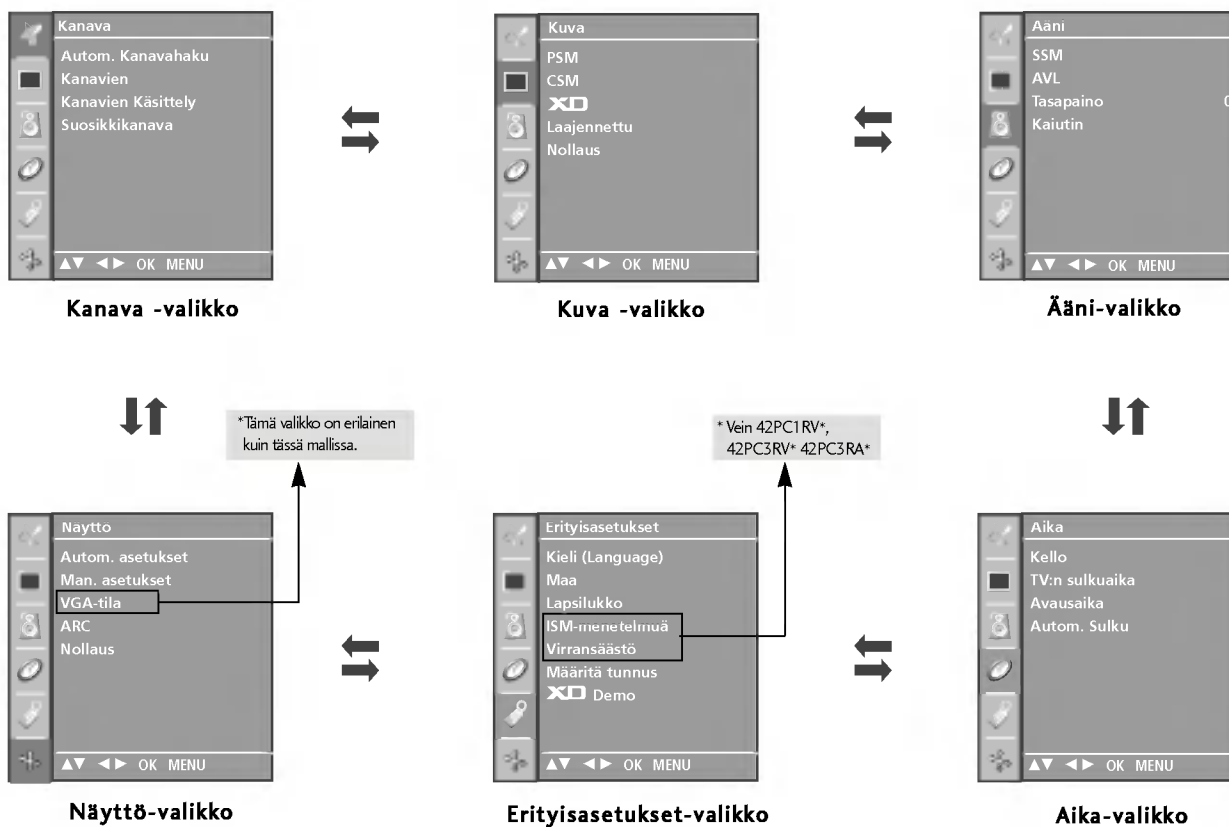 Kanava
Autom. Kanavahaku
Kanavien
Kanavien Käsittely
Suosikkikanava
▲▼ ◄► OK MENU
Kanava -valikko
Kuva
PSM
CSM
XD
Laajennettu
Nollaus
▲▼ ◄► OK MENU
Kuva -valikko
Ääni
SSM
AVL
Tasapaino 0
Kaiutin
▲▼ ◄► OK MENU
Ääni-valikko
*Tämä valikko on erilainen
kuin tässä mallissa.
* Vein 42PC1RV*,
42PC3RV* 42PC3RA*
Naytto
Autom. asetukset
Man. asetukset
VGA-tila
ARC
Nollaus
▲▼ ◄► OK MENU
Näyttö-valikko
Erityisasetukset
Kieli (Language)
Maa
Lapsilukko
ISM-menetelmuä
Virransäästö
Määritä tunnus
XD Demo
▲▼ ◄► OK MENU
Erityisasetukset-valikko
Aika
Kello
TV:n sulkuaika
Avausaika
Autom. Sulku
▲▼ ◄► OK MENU
Aika-valikko